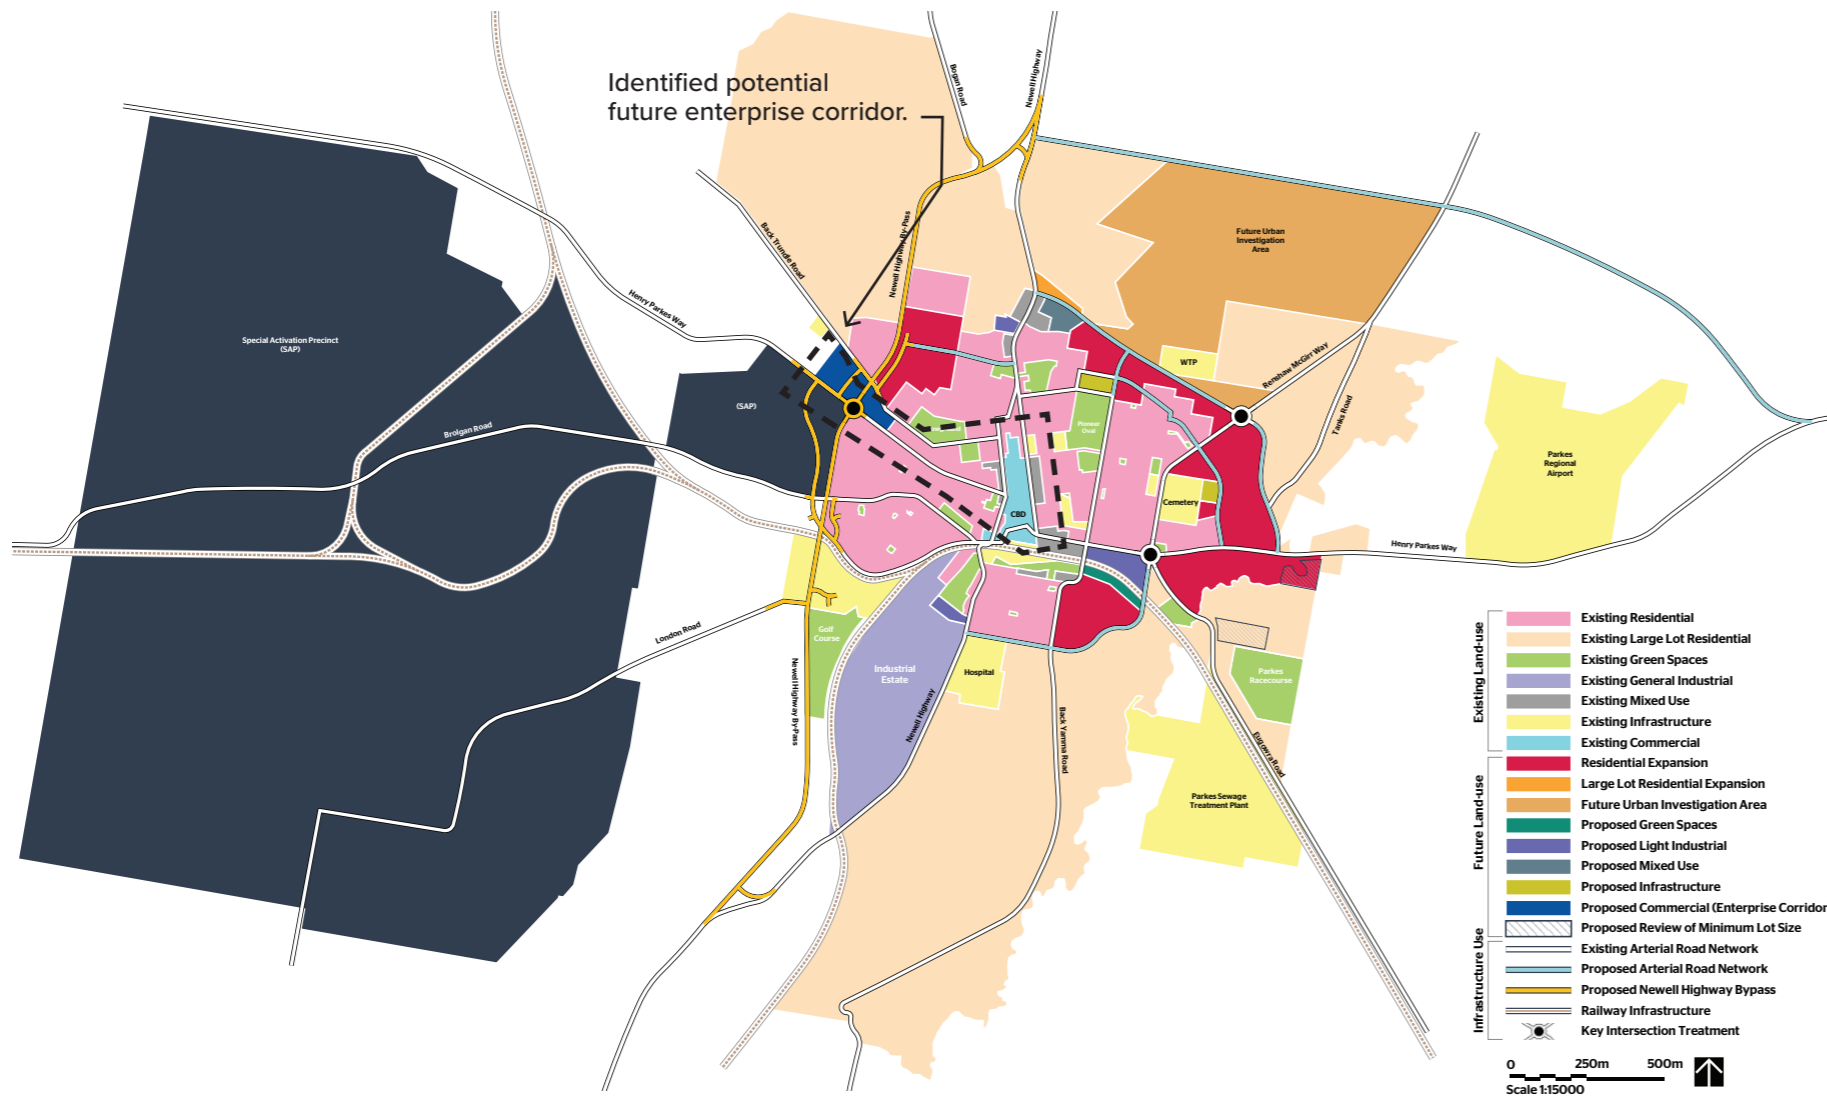 Identified potential
future enterprise corridor.
Bogan Road
Newell Highway
Back Trundle Road
Newell Highway By-Pass
Henry Parkes Way
Future Urban
Investigation
Area
Special Activation Precinct
(SAP)
WTP
Renshaw McGirr Way
Tanks Road
(SAP)
Brolgan Road
Pioneer
Oval
Parkes
Regional
Airport
Cemetery
CBD
Henry Parkes Way
London Road
Golf
Course
Industrial
Estate
Hospital
Parkes
Racecourse
Newell Highway By-Pass
Newell Highway
Back Yamma Road
Eugowra Road
Parkes Sewage
Treatment Plant
Existing Land-use
Existing Residential
Existing Large Lot Residential
Existing Green Spaces
Existing General Industrial
Existing Mixed Use
Existing Infrastructure
Existing Commercial
Future Land-use
Residential Expansion
Large Lot Residential Expansion
Future Urban Investigation Area
Proposed Green Spaces
Proposed Light Industrial
Proposed Mixed Use
Proposed Infrastructure
Proposed Commercial (Enterprise Corridor
Proposed Review of Minimum Lot Size
Infrastructure Use
Existing Arterial Road Network
Proposed Arterial Road Network
Proposed Newell Highway Bypass
Railway Infrastructure
Key Intersection Treatment
0 250m 500m
Scale 1:15000